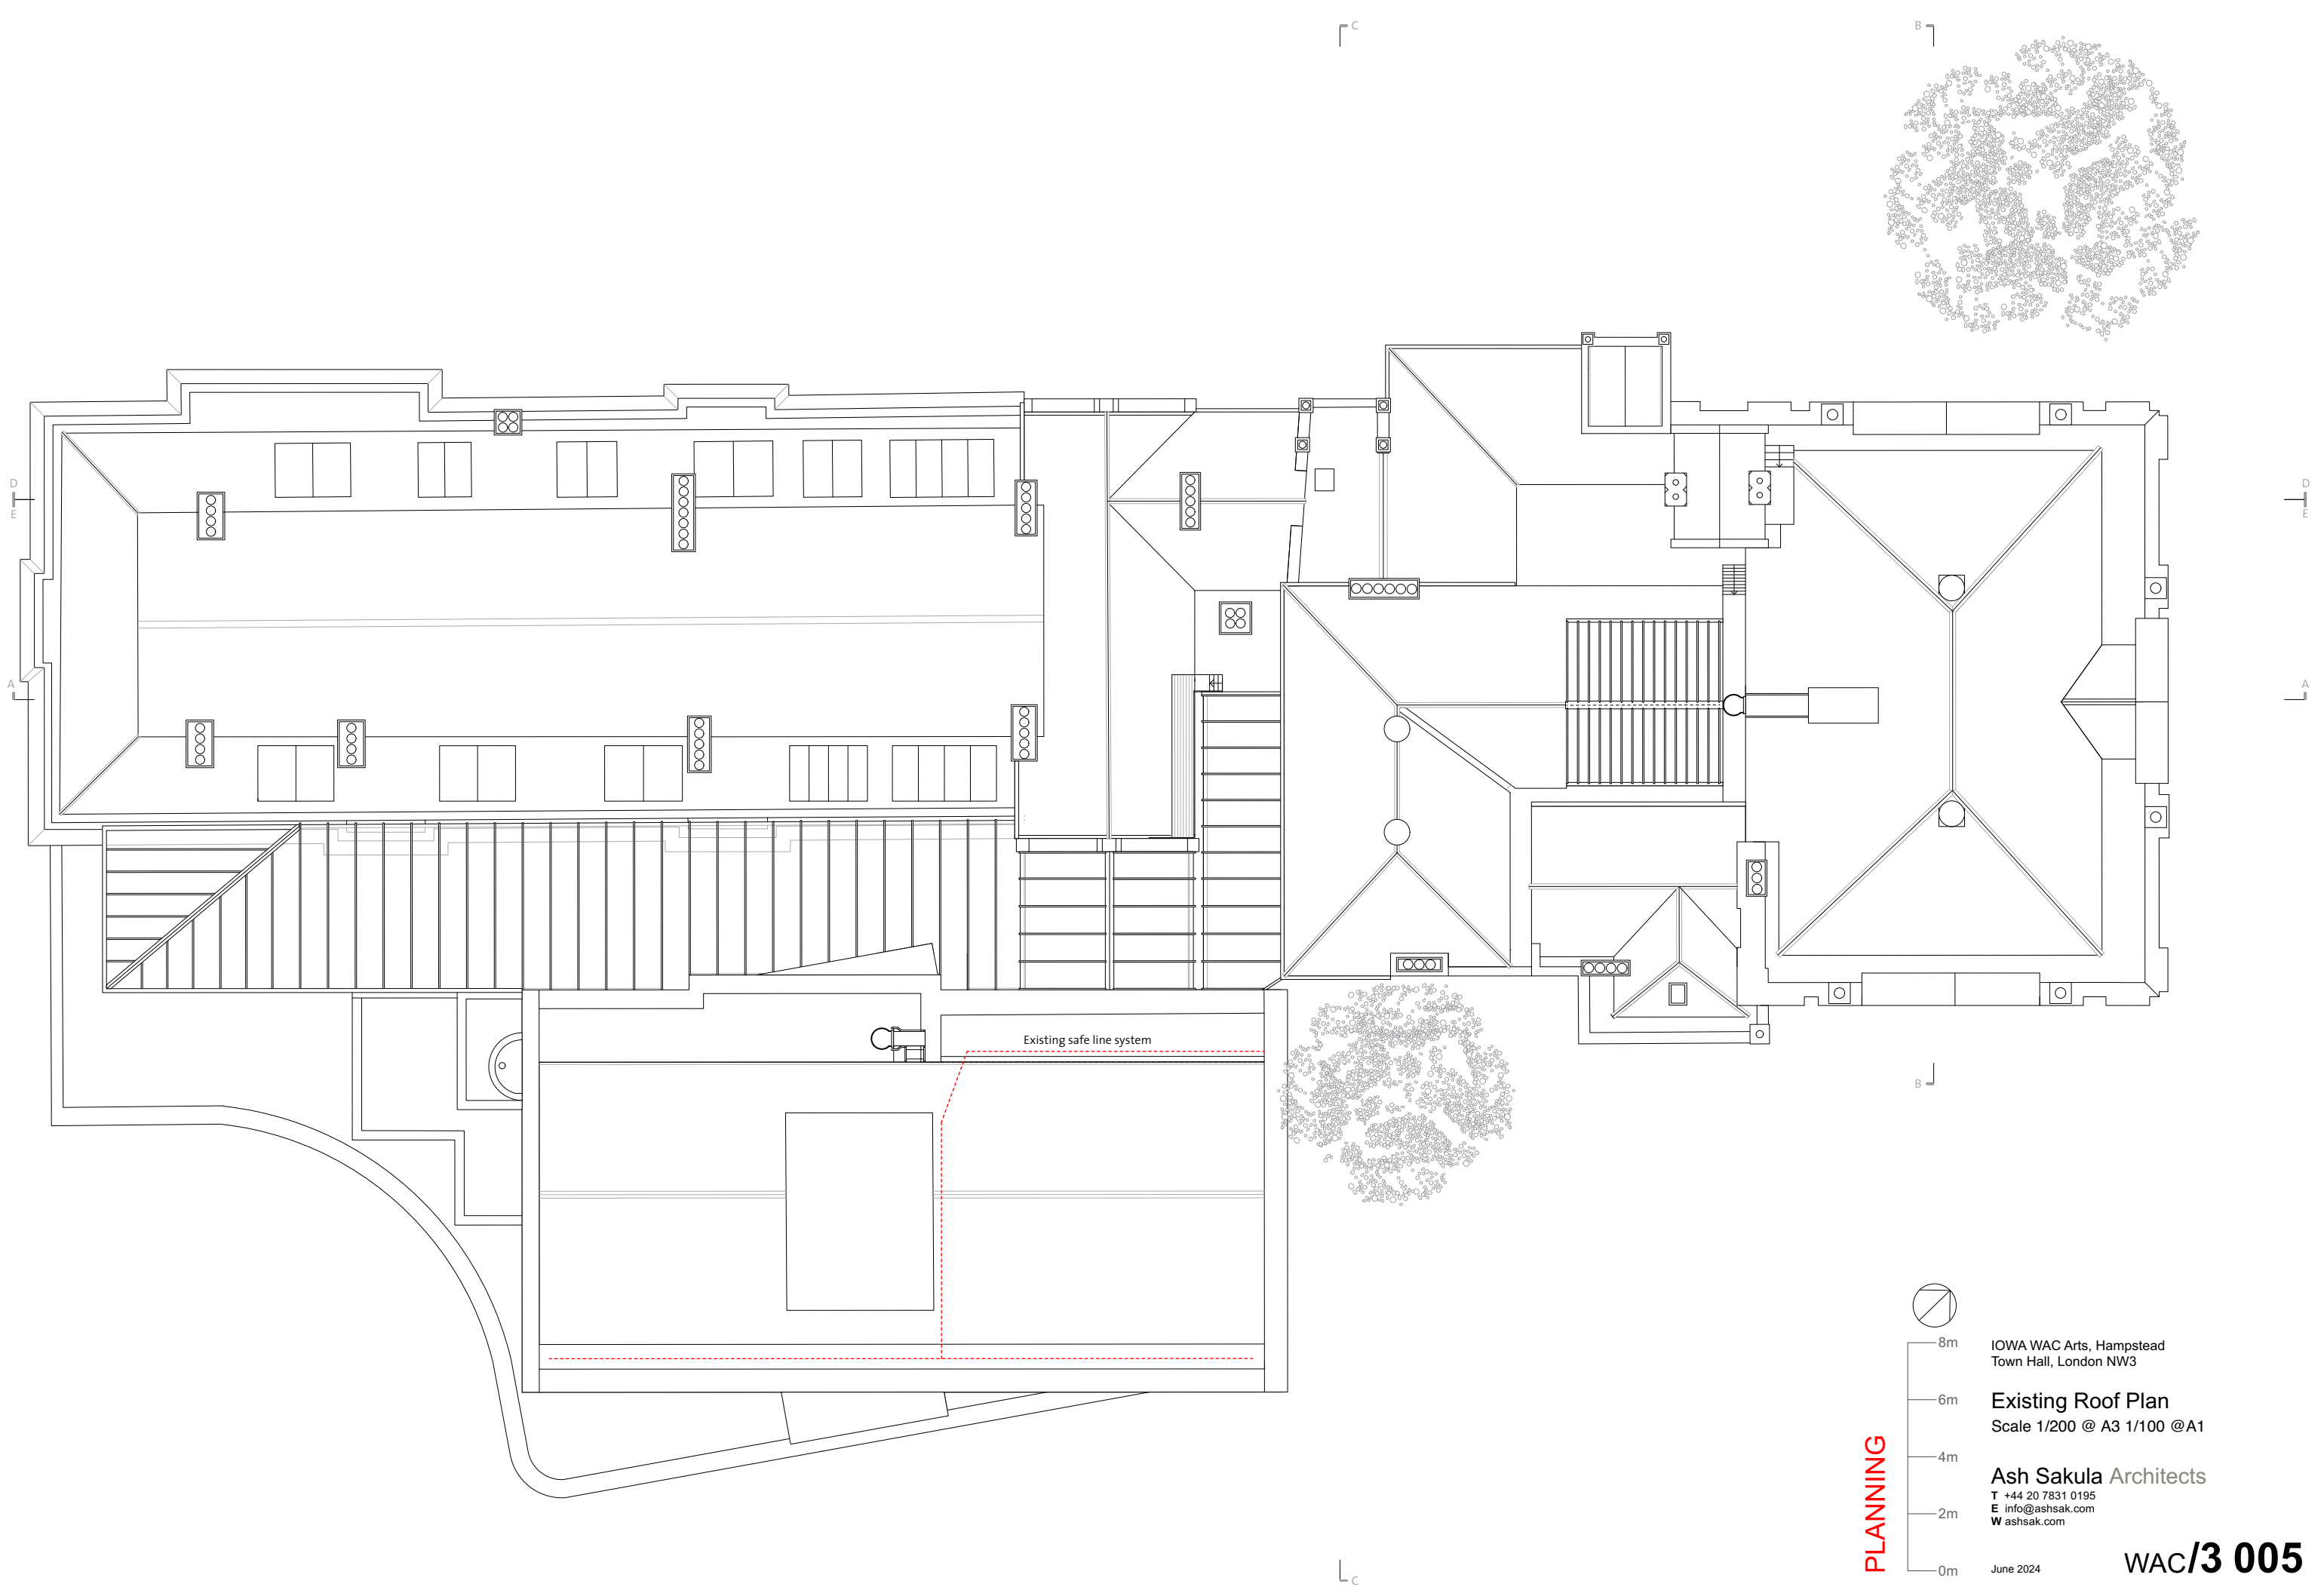 C
B
D
E
D
E
A
A
Existing safe line system
B
C
8m
6m
4m
2m
0m
PLANNING
IOWA WAC Arts, Hampstead
Town Hall, London NW3
Existing Roof Plan
Scale 1/200 @ A3 1/100 @A1
Ash Sakula Architects
T +44 20 7831 0195
E info@ashsak.com
W ashsak.com
June 2024
WAC/3 005